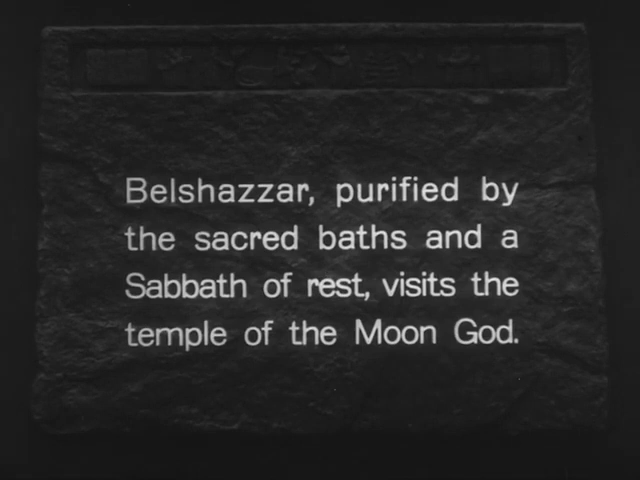 Belshazzar, purified by
the sacred baths and a
Sabbath of rest, visits the
temple of the Moon God.